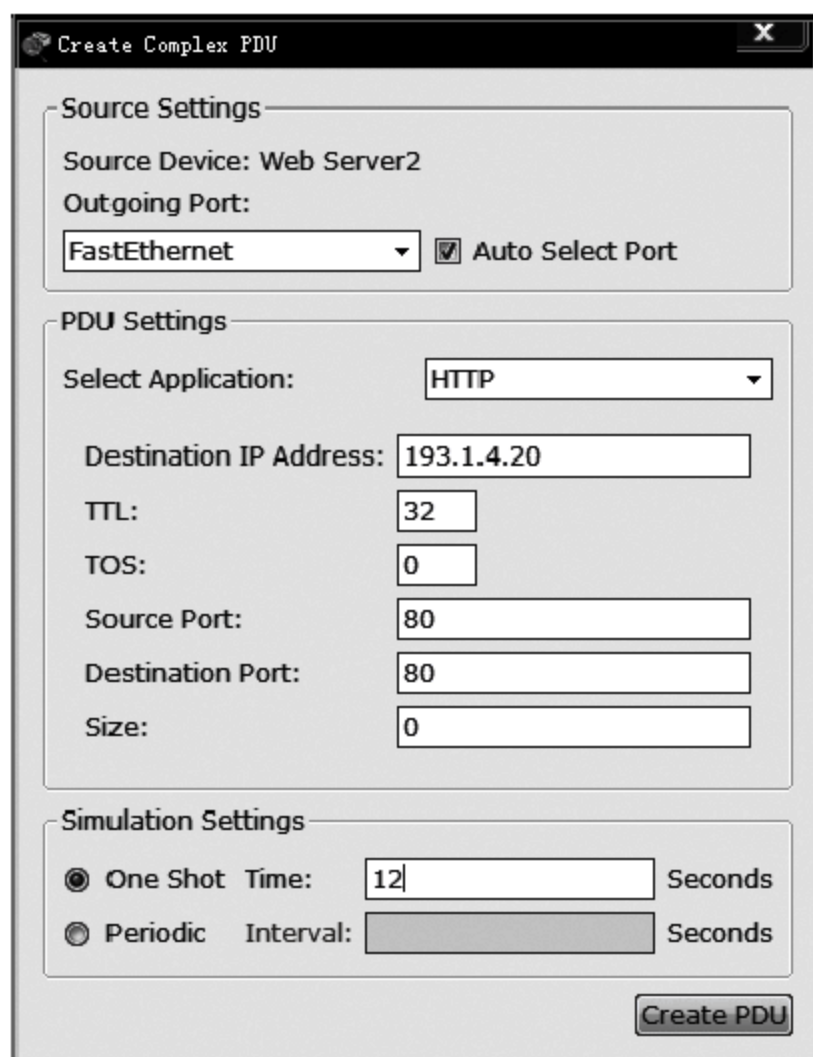 Create Complex PDU
X
Source Settings
Source Device: Web Server2
Outgoing Port:
FastEthernet
Auto Select Port
PDU Settings
Select Application: HTTP
Destination IP Address: 193.1.4.20
TTL: 32
TOS: 0
Source Port: 80
Destination Port: 80
Size: 0
Simulation Settings
One Shot Time: 12 Seconds
Periodic Interval: Seconds
Create PDU